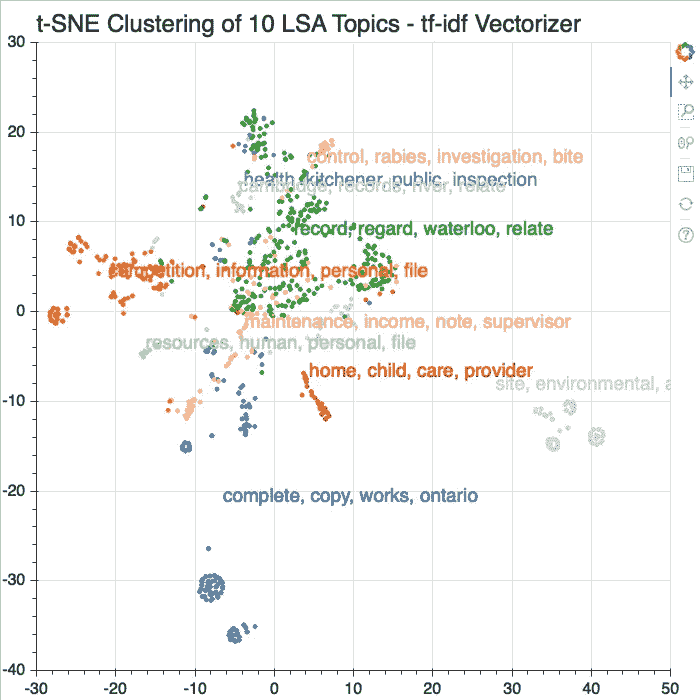 t-SNE Clustering of 10 LSA Topics - tf-idf Vectorizer
30
20
10
0
-10
-20
-30
-40
control, rabies, investigation, bite
health, kitchener, public, inspection
cambridge, records, river, relate
record, regard, waterloo, relate
competition, information, personal, file
maintenance, income, note, supervisor
resources, human, personal, file
home, child, care, provider
site, environmental, a
complete, copy, works, ontario
-30 -20 -10 0 10 20 30 40 50